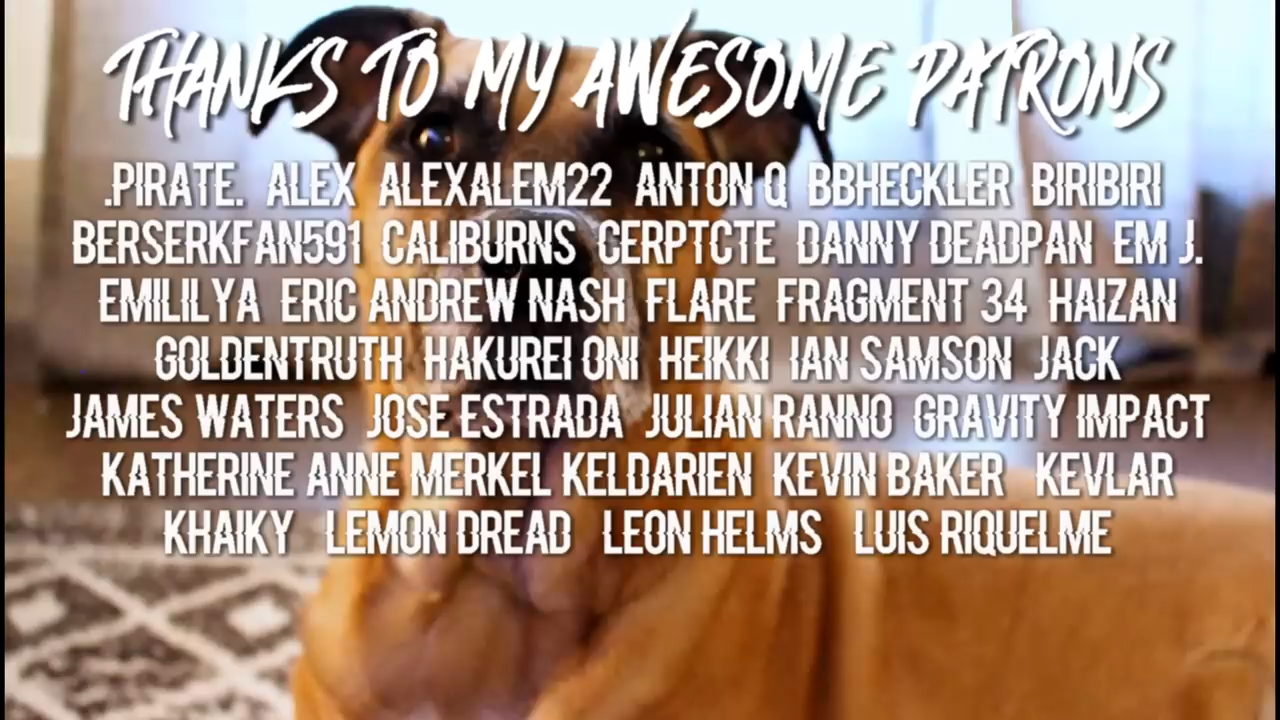 THANKS TO MY AWESOME PATRONS
.PIRATE. ALEX ALEXALEM22 ANTON Q BBHECKLER BIRIBIRI
BERSERKFAN591 CALIBURNS CERPTCTE DANNY DEADPAN EM J.
EMILILYA ERIC ANDREW NASH FLARE FRAGMENT 34 HAIZAN
GOLDENTRUTH HAKUREI ONI HEIKKI IAN SAMSON JACK
JAMES WATERS JOSE ESTRADA JULIAN RANNO GRAVITY IMPACT
KATHERINE ANNE MERKEL KELDARIEN KEVIN BAKER KEVLAR
KHAIKY LEMON DREAD LEON HELMS LUIS RIQUELME